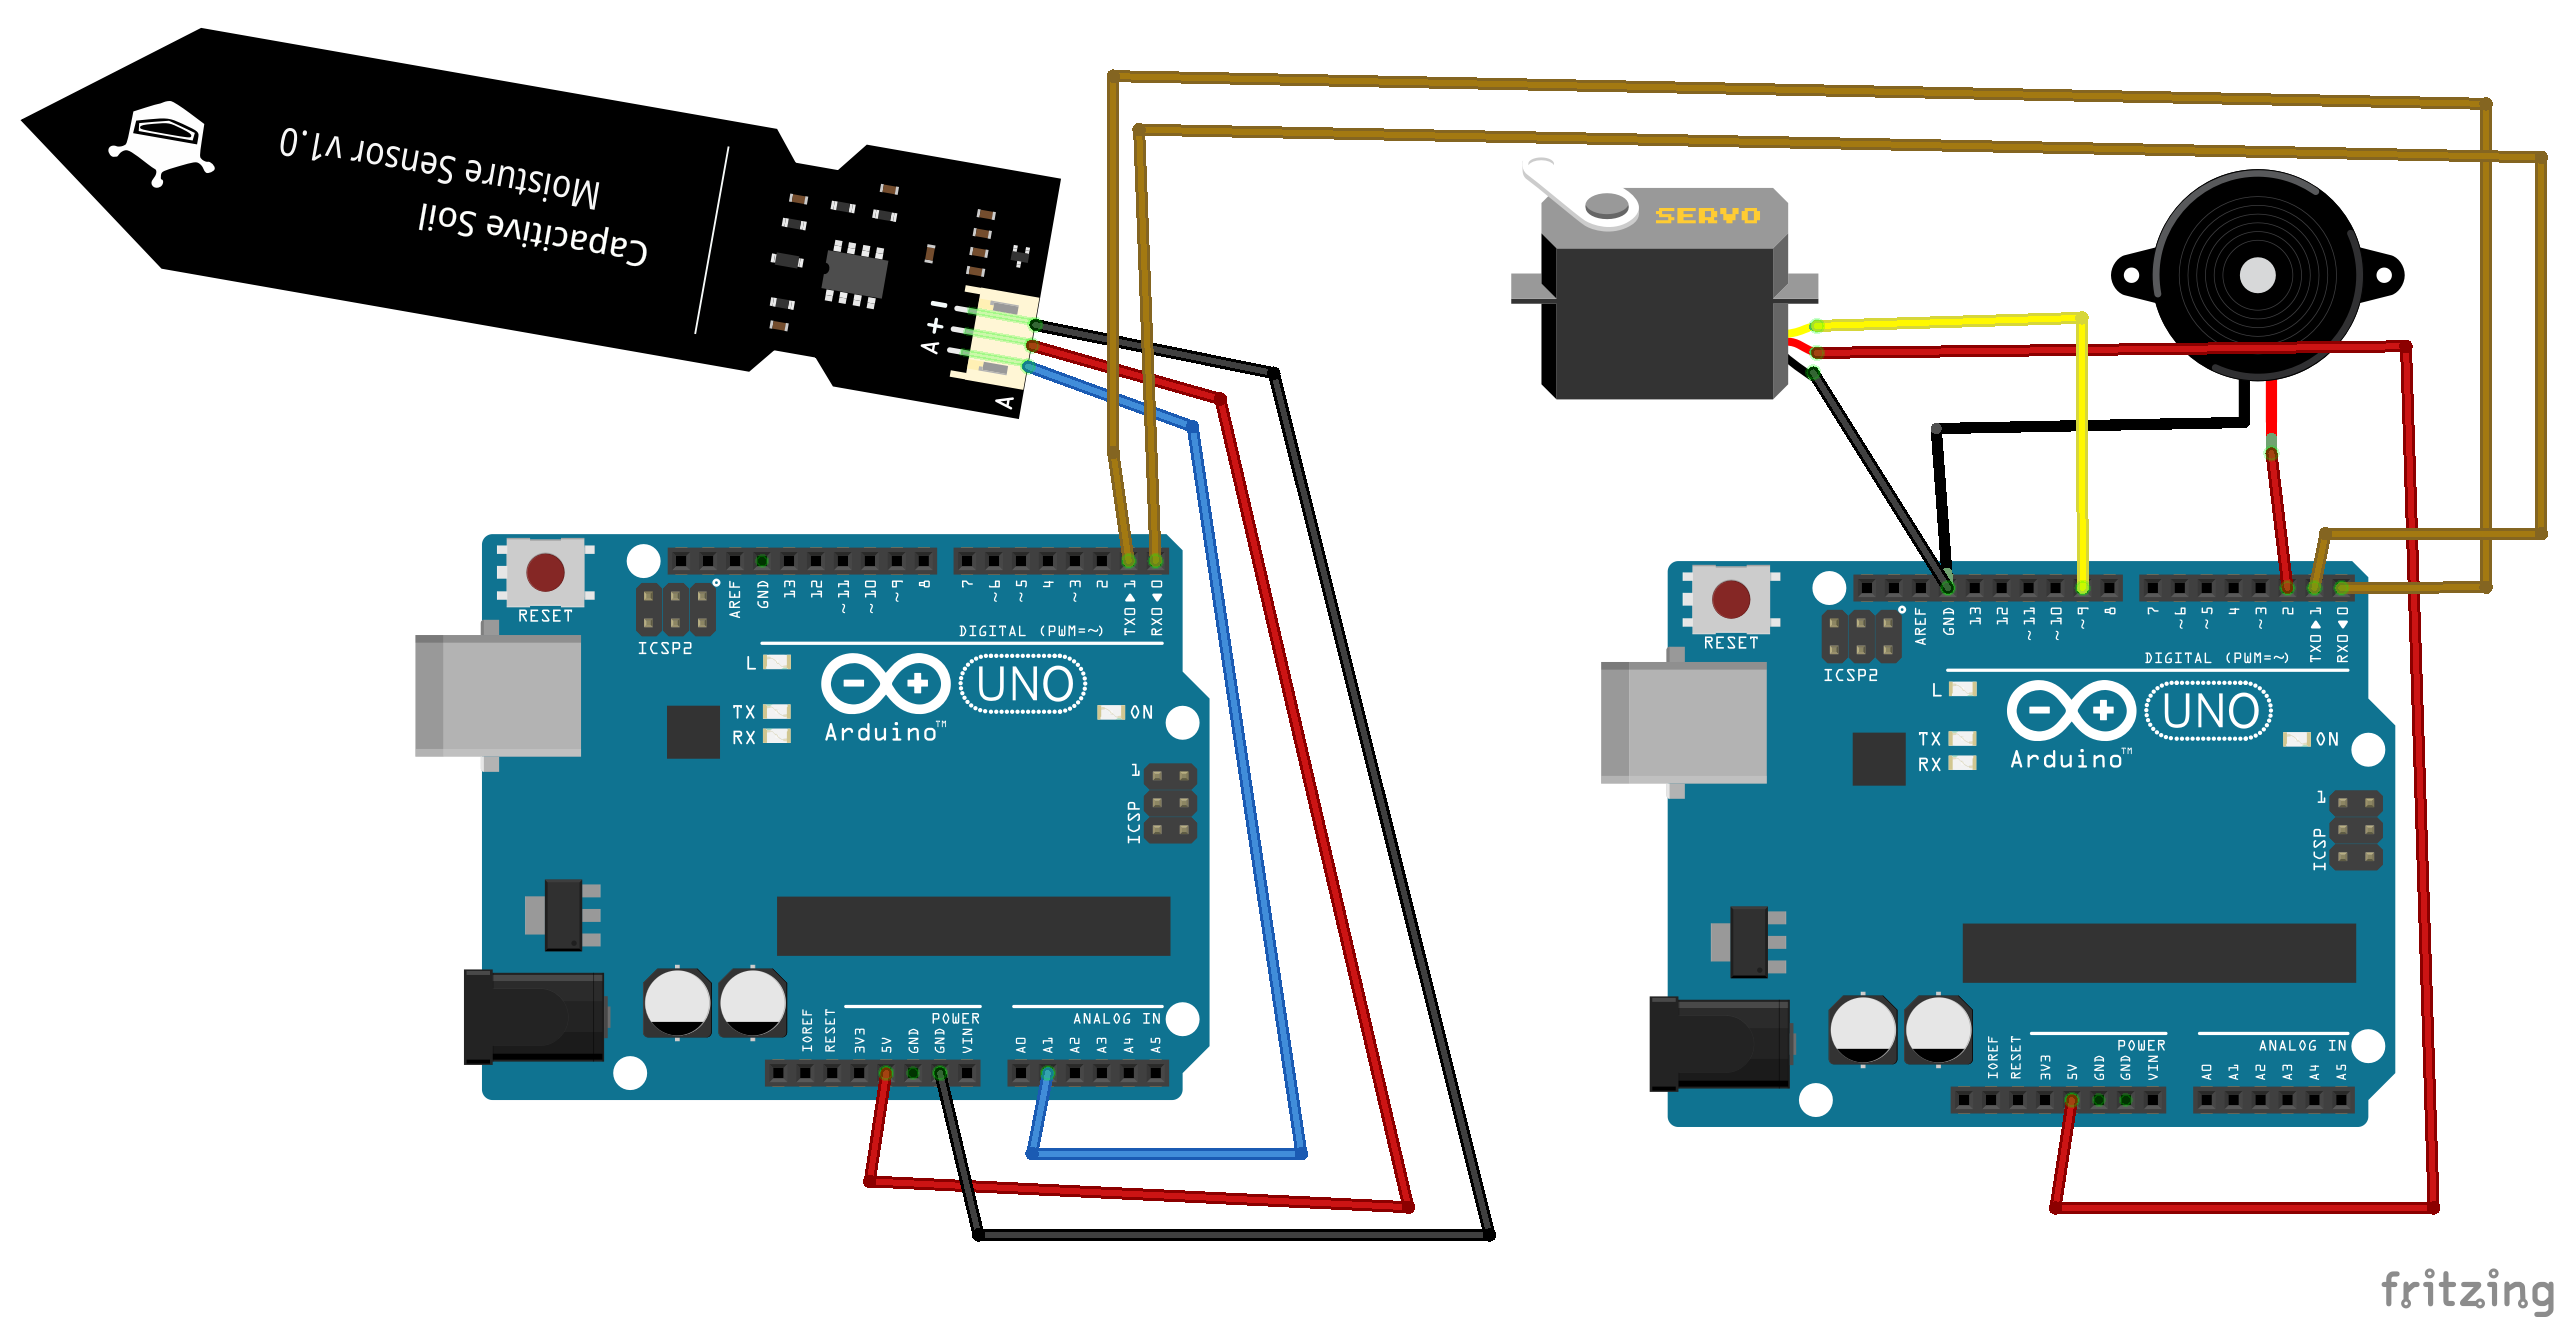 Capacitive Soil
Moisture Sensor v1.0
-
+
A
A
SERVO
RESET
ICSP2
AREF
GND
13
12
~11
~10
~9
8
7
~6
~5
4
~3
2
TX0▶1
RX0◀0
DIGITAL (PWM=~)
L
TX
RX
UNO
Arduino™
ON
1
ICSP
IOREF
RESET
3V3
5V
GND
GND
VIN
POWER
A0
A1
A2
A3
A4
A5
ANALOG IN
RESET
ICSP2
AREF
GND
13
12
~11
~10
~9
8
7
~6
~5
4
~3
2
TX0▶1
RX0◀0
DIGITAL (PWM=~)
L
TX
RX
UNO
Arduino™
ON
1
ICSP
IOREF
RESET
3V3
5V
GND
GND
VIN
POWER
A0
A1
A2
A3
A4
A5
ANALOG IN
fritzing